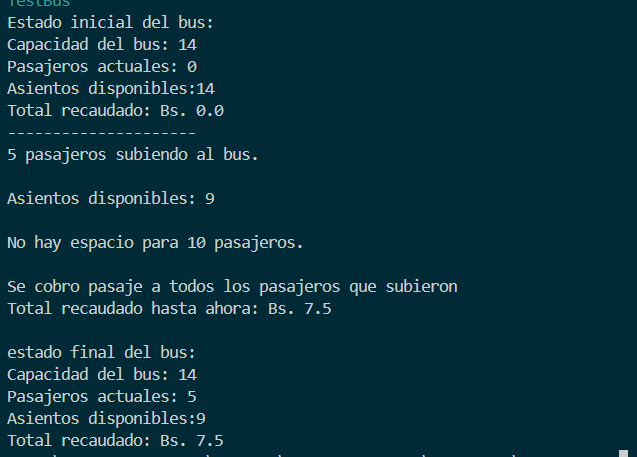 TestBus
Estado inicial del bus:
Capacidad del bus: 14
Pasajeros actuales: 0
Asientos disponibles:14
Total recaudado: Bs. 0.0
---------------------
5 pasajeros subiendo al bus.
Asientos disponibles: 9
No hay espacio para 10 pasajeros.
Se cobro pasaje a todos los pasajeros que subieron
Total recaudado hasta ahora: Bs. 7.5
estado final del bus:
Capacidad del bus: 14
Pasajeros actuales: 5
Asientos disponibles:9
Total recaudado: Bs. 7.5